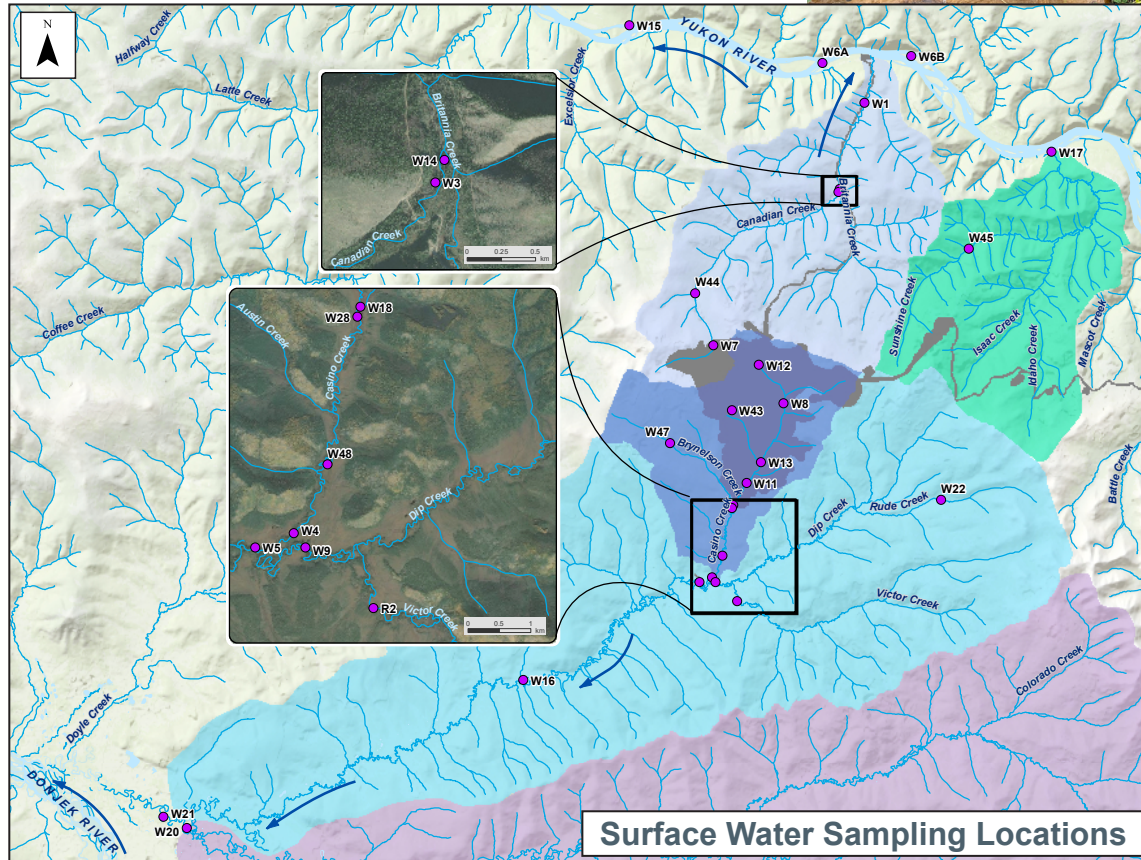 N
Halfway Creek
Latte Creek
Excelsior Creek
W15
YUKON RIVER
W6A
W6B
W1
W17
Britannia Creek
W14
W3
Canadian Creek
0 0.25 0.5
km
Canadian Creek
Britannia Creek
W45
W44
Sunshine Creek
Isaac Creek
Idaho Creek
Mascot Creek
Coffee Creek
Austin Creek
W18
W28
Casino Creek
W48
W4
W5
W9
Dip Creek
R2
Victor Creek
0 0.5 1
km
W7
W12
W8
W43
W47
Brynelson Creek
W13
W11
Casino Creek
Dip Creek
Rude Creek
W22
Battle Creek
Victor Creek
Colorado Creek
W16
Doyle Creek
DONJEK RIVER
W21
W20
Surface Water Sampling Locations